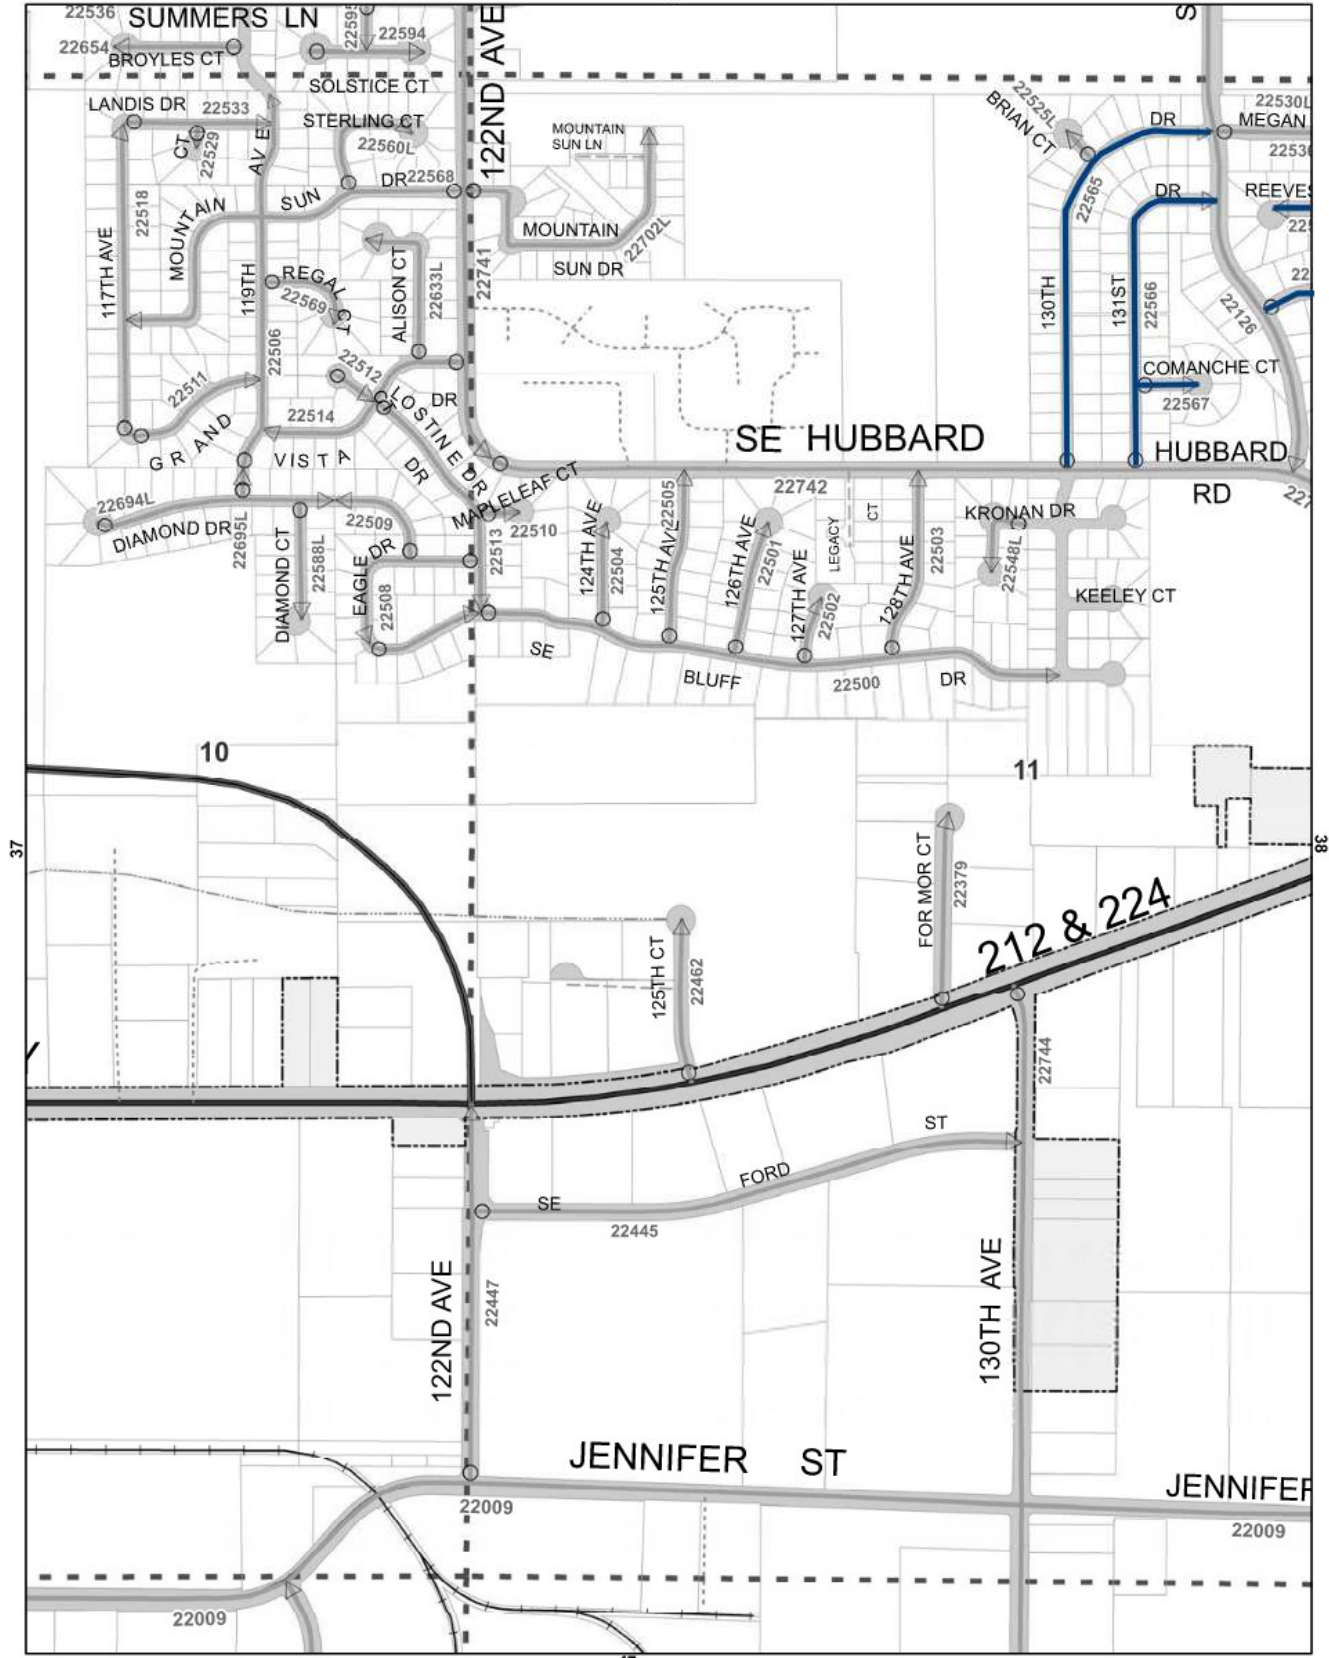 22536
SUMMERS LN
22595
22594
122ND AVE
S
22654
BROYLES CT
SOLSTICE CT
LANDIS DR
22533
STERLING CT
22560L
CT
22529
AVE
MOUNTAIN
SUN LN
22525L
BRIAN CT
DR
22530L
MEGAN
22536
22518
MOUNTAIN
SUN
DR
22568
22565
DR
REEVES
225
MOUNTAIN
22702L
SUN DR
117TH AVE
119TH
REGAL
CT
22569
ALISON CT
22633L
22741
130TH
131ST
22566
22
22126
22506
22511
22512
CT
LOSTINE DR
DR
COMANCHE CT
22567
22514
GRAND
VISTA
DR
SE HUBBARD
HUBBARD
RD
22694L
DIAMOND DR
22695L
DIAMOND CT
22588L
22509
MAPLELEAF CT
22510
22513
124TH AVE
22504
125TH AVE
22505
22742
126TH AVE
22501
LEGACY
CT
127TH AVE
22502
128TH AVE
22503
KRONAN DR
22548L
KEELEY CT
EAGLE
DR
22508
SE
BLUFF
22500
DR
10
11
37
38
FOR MOR CT
22379
212 & 224
125TH CT
22462
22744
ST
FORD
SE
22445
122ND AVE
22447
130TH AVE
JENNIFER ST
JENNIFER
22009
22009
22009